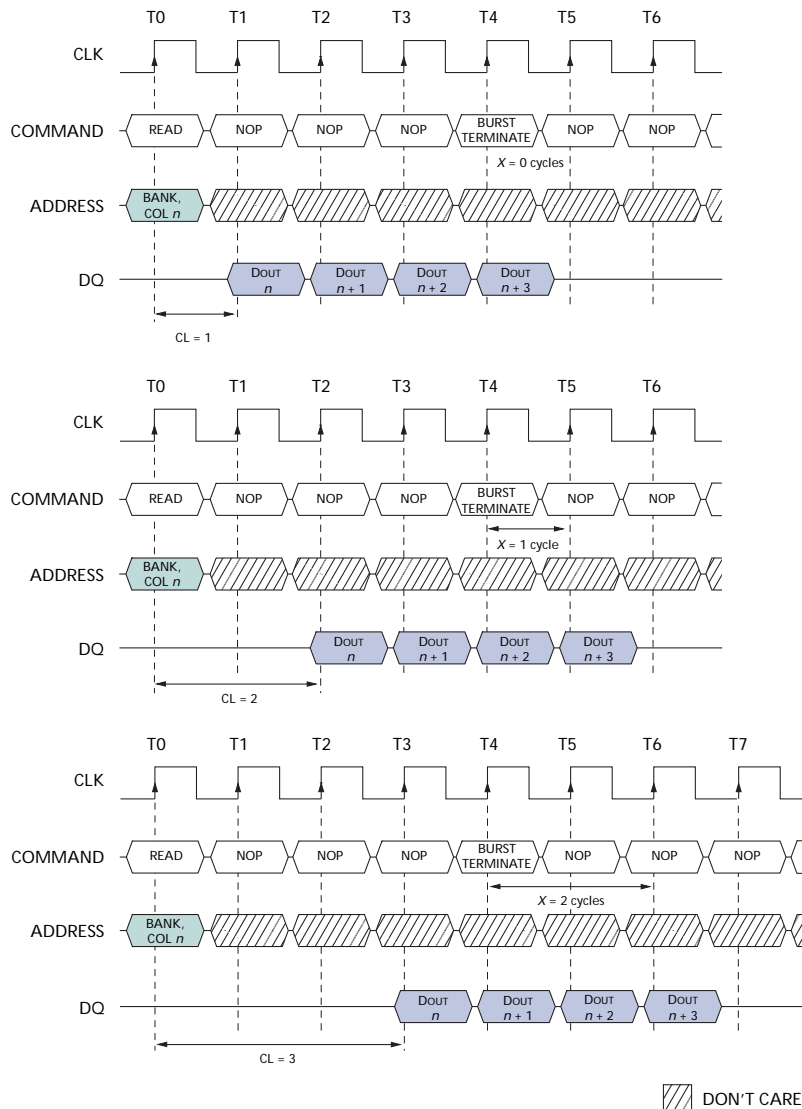 T0 T1 T2 T3 T4 T5 T6
CLK
COMMAND READ NOP NOP NOP BURST TERMINATE NOP NOP
X = 0 cycles
ADDRESS BANK, COL n
DQ DOUT n DOUT n + 1 DOUT n + 2 DOUT n + 3
CL = 1
T0 T1 T2 T3 T4 T5 T6
CLK
COMMAND READ NOP NOP NOP BURST TERMINATE NOP NOP
X = 1 cycle
ADDRESS BANK, COL n
DQ DOUT n DOUT n + 1 DOUT n + 2 DOUT n + 3
CL = 2
T0 T1 T2 T3 T4 T5 T6 T7
CLK
COMMAND READ NOP NOP NOP BURST TERMINATE NOP NOP NOP
X = 2 cycles
ADDRESS BANK, COL n
DQ DOUT n DOUT n + 1 DOUT n + 2 DOUT n + 3
CL = 3
DON'T CARE